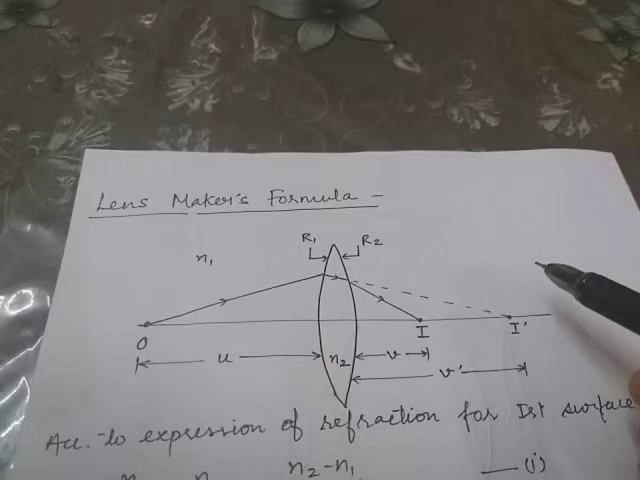 Lens Maker's Formula -
R₁ R₂
n₁
O I I'
u n₂ v
v'
Acc. to expression of refraction for Ist surface
n₂-n₁ —(i)